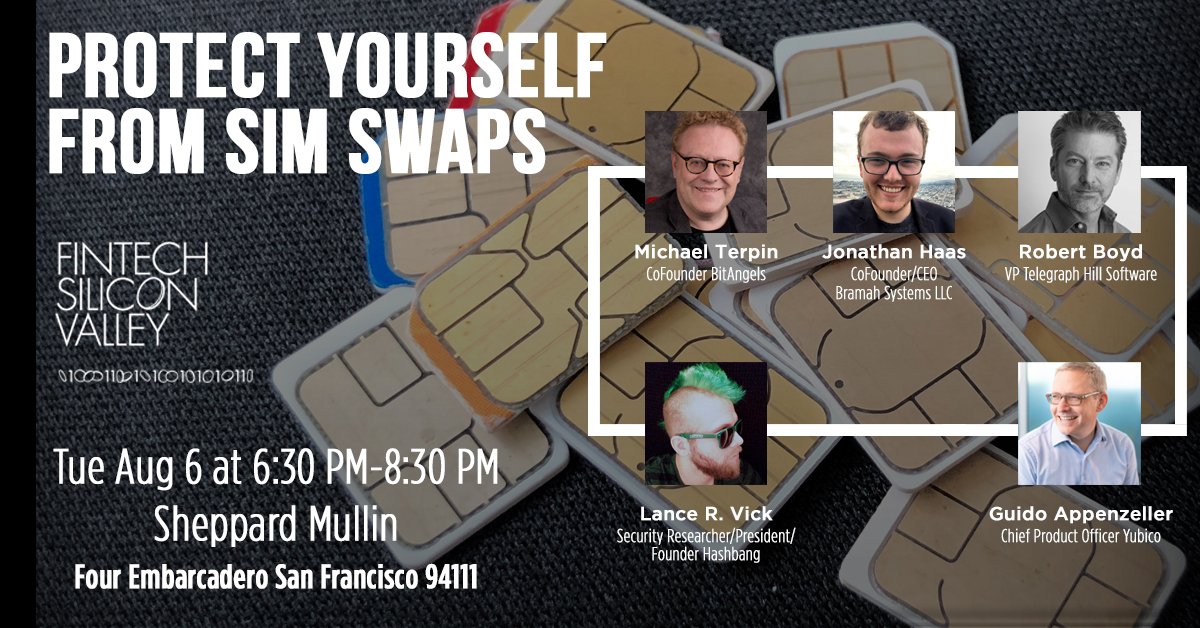 PROTECT YOURSELF
FROM SIM SWAPS
FINTECH
SILICON
VALLEY
Tue Aug 6 at 6:30 PM-8:30 PM
Sheppard Mullin
Four Embarcadero San Francisco 94111
Michael Terpin
CoFounder BitAngels
Jonathan Haas
CoFounder/CEO
Bramah Systems LLC
Robert Boyd
VP Telegraph Hill Software
Lance R. Vick
Security Researcher/President/
Founder Hashbang
Guido Appenzeller
Chief Product Officer Yubico